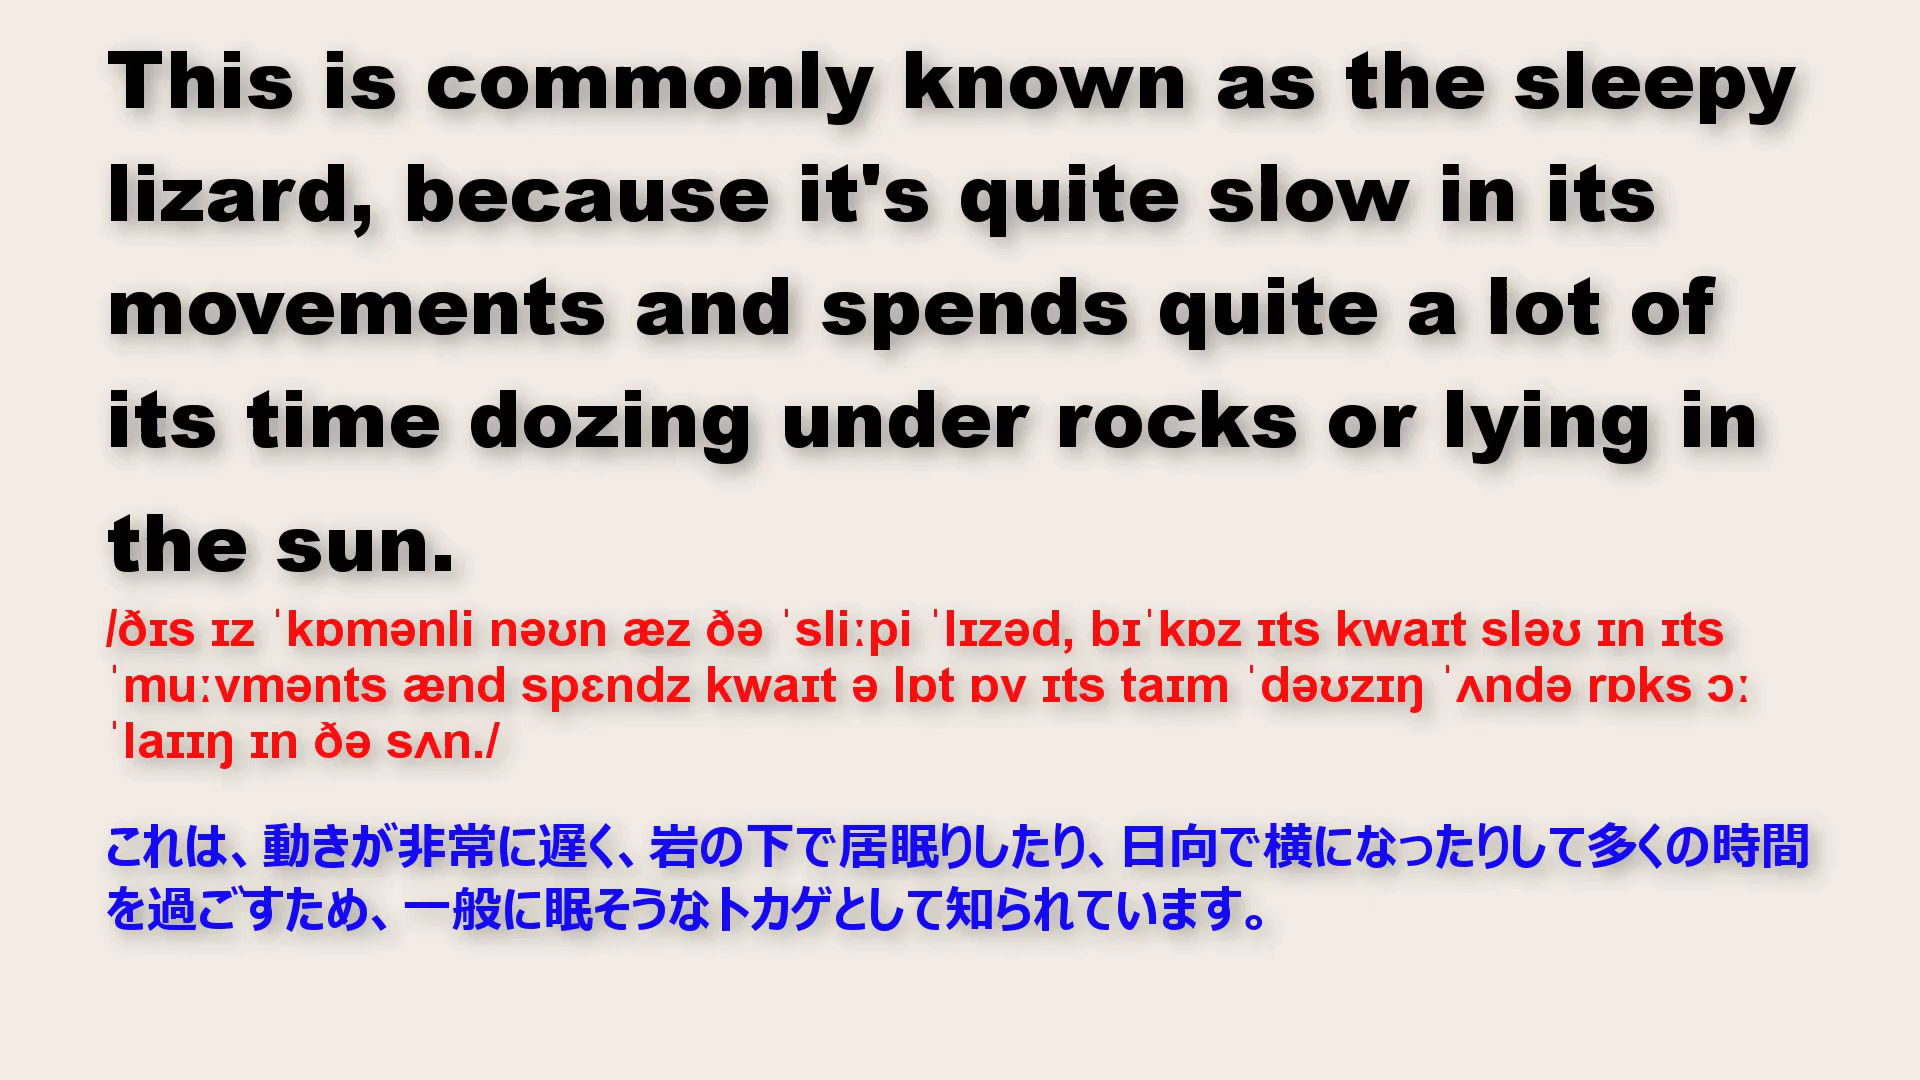 This is commonly known as the sleepy
lizard, because it's quite slow in its
movements and spends quite a lot of
its time dozing under rocks or lying in
the sun.
/ðɪs ɪz ˈkɒmənli nəʊn æz ðə ˈsliːpi ˈlɪzəd, bɪˈkɒz ɪts kwaɪt sləʊ ɪn ɪts
ˈmuːvmənts ænd spɛndz kwaɪt ə lɒt ɒv ɪts taɪm ˈdəʊzɪŋ ˈʌndə rɒks ɔː
ˈlaɪɪŋ ɪn ðə sʌn./
これは、動きが非常に遅く、岩の下で居眠りしたり、日向で横になったりして多くの時間
を過ごすため、一般に眠そうなトカゲとして知られています。